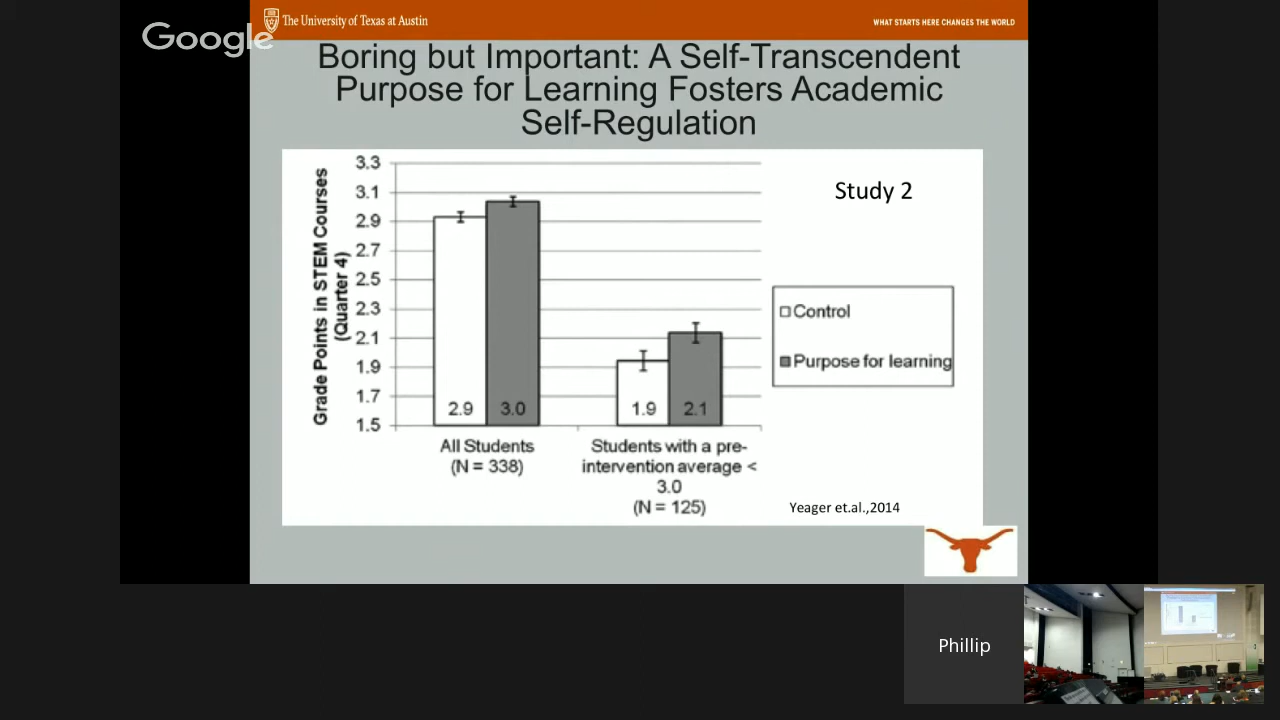 Google
The University of Texas at Austin
WHAT STARTS HERE CHANGES THE WORLD
Boring but Important: A Self-Transcendent
Purpose for Learning Fosters Academic
Self-Regulation
Study 2
Grade Points in STEM Courses
(Quarter 4)
3.3
3.1
2.9
2.7
2.5
2.3
2.1
1.9
1.7
1.5
2.9
3.0
1.9
2.1
All Students
(N = 338)
Students with a pre-
intervention average <
3.0
(N = 125)
Control
Purpose for learning
Yeager et.al.,2014
Phillip